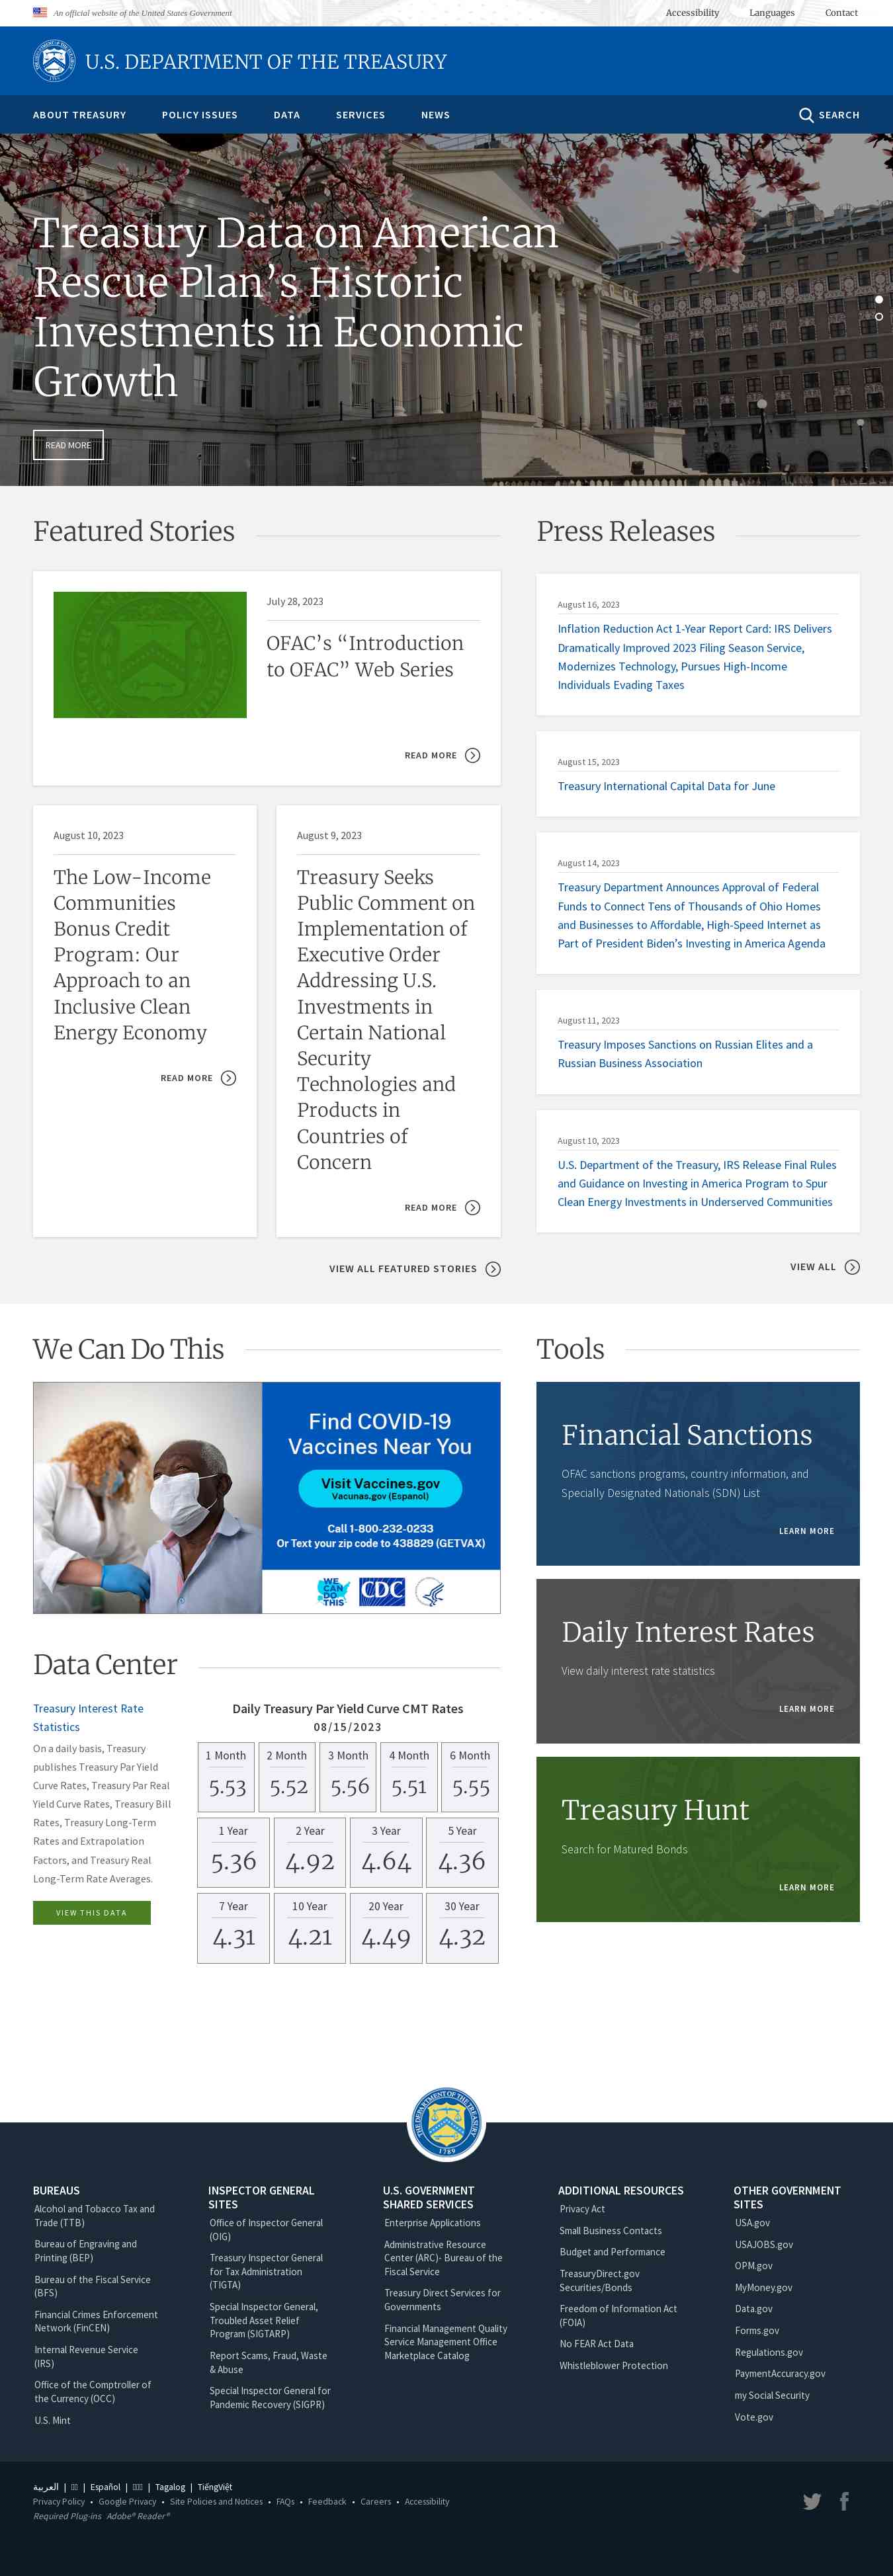 An official website of the United States Government
Accessibility Languages Contact
U.S. DEPARTMENT OF THE TREASURY
ABOUT TREASURY POLICY ISSUES DATA SERVICES NEWS SEARCH
Treasury Data on American
Rescue Plan’s Historic
Investments in Economic
Growth
READ MORE
Featured Stories
July 28, 2023
OFAC’s “Introduction
to OFAC” Web Series
READ MORE
August 10, 2023
The Low-Income
Communities
Bonus Credit
Program: Our
Approach to an
Inclusive Clean
Energy Economy
READ MORE
August 9, 2023
Treasury Seeks
Public Comment on
Implementation of
Executive Order
Addressing U.S.
Investments in
Certain National
Security
Technologies and
Products in
Countries of
Concern
READ MORE
VIEW ALL FEATURED STORIES
Press Releases
August 16, 2023
Inflation Reduction Act 1-Year Report Card: IRS Delivers
Dramatically Improved 2023 Filing Season Service,
Modernizes Technology, Pursues High-Income
Individuals Evading Taxes
August 15, 2023
Treasury International Capital Data for June
August 14, 2023
Treasury Department Announces Approval of Federal
Funds to Connect Tens of Thousands of Ohio Homes
and Businesses to Affordable, High-Speed Internet as
Part of President Biden’s Investing in America Agenda
August 11, 2023
Treasury Imposes Sanctions on Russian Elites and a
Russian Business Association
August 10, 2023
U.S. Department of the Treasury, IRS Release Final Rules
and Guidance on Investing in America Program to Spur
Clean Energy Investments in Underserved Communities
VIEW ALL
We Can Do This
Find COVID-19
Vaccines Near You
Visit Vaccines.gov
Vacunas.gov (Espanol)
Call 1-800-232-0233
Or Text your zip code to 438829 (GETVAX)
WE
CAN
DO
THIS
CDC
Data Center
Treasury Interest Rate
Statistics
On a daily basis, Treasury
publishes Treasury Par Yield
Curve Rates, Treasury Par Real
Yield Curve Rates, Treasury Bill
Rates, Treasury Long-Term
Rates and Extrapolation
Factors, and Treasury Real
Long-Term Rate Averages.
VIEW THIS DATA
Daily Treasury Par Yield Curve CMT Rates
08/15/2023
1 Month 2 Month 3 Month 4 Month 6 Month
5.53 5.52 5.56 5.51 5.55
1 Year 2 Year 3 Year 5 Year
5.36 4.92 4.64 4.36
7 Year 10 Year 20 Year 30 Year
4.31 4.21 4.49 4.32
Tools
Financial Sanctions
OFAC sanctions programs, country information, and
Specially Designated Nationals (SDN) List
LEARN MORE
Daily Interest Rates
View daily interest rate statistics
LEARN MORE
Treasury Hunt
Search for Matured Bonds
LEARN MORE
THE DEPARTMENT OF THE TREASURY
1789
BUREAUS
Alcohol and Tobacco Tax and
Trade (TTB)
Bureau of Engraving and
Printing (BEP)
Bureau of the Fiscal Service
(BFS)
Financial Crimes Enforcement
Network (FinCEN)
Internal Revenue Service
(IRS)
Office of the Comptroller of
the Currency (OCC)
U.S. Mint
INSPECTOR GENERAL
SITES
Office of Inspector General
(OIG)
Treasury Inspector General
for Tax Administration
(TIGTA)
Special Inspector General,
Troubled Asset Relief
Program (SIGTARP)
Report Scams, Fraud, Waste
& Abuse
Special Inspector General for
Pandemic Recovery (SIGPR)
U.S. GOVERNMENT
SHARED SERVICES
Enterprise Applications
Administrative Resource
Center (ARC)- Bureau of the
Fiscal Service
Treasury Direct Services for
Governments
Financial Management Quality
Service Management Office
Marketplace Catalog
ADDITIONAL RESOURCES
Privacy Act
Small Business Contacts
Budget and Performance
TreasuryDirect.gov
Securities/Bonds
Freedom of Information Act
(FOIA)
No FEAR Act Data
Whistleblower Protection
OTHER GOVERNMENT
SITES
USA.gov
USAJOBS.gov
OPM.gov
MyMoney.gov
Data.gov
Forms.gov
Regulations.gov
PaymentAccuracy.gov
my Social Security
Vote.gov
العربية | | Español | | Tagalog | TiếngViệt
Privacy Policy • Google Privacy • Site Policies and Notices • FAQs • Feedback • Careers • Accessibility
Required Plug-ins Adobe® Reader®